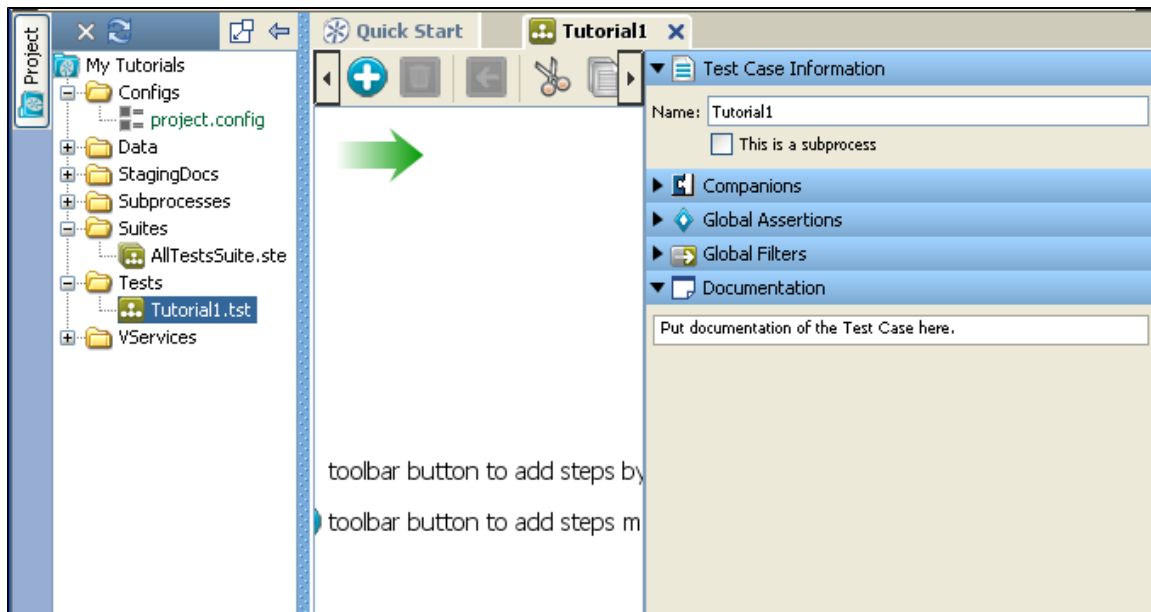 Project
My Tutorials
Configs
project.config
Data
StagingDocs
Subprocesses
Suites
AllTestsSuite.ste
Tests
Tutorial1.tst
VServices
Quick Start
Tutorial1
toolbar button to add steps by
toolbar button to add steps m
Test Case Information
Name: Tutorial1
This is a subprocess
Companions
Global Assertions
Global Filters
Documentation
Put documentation of the Test Case here.